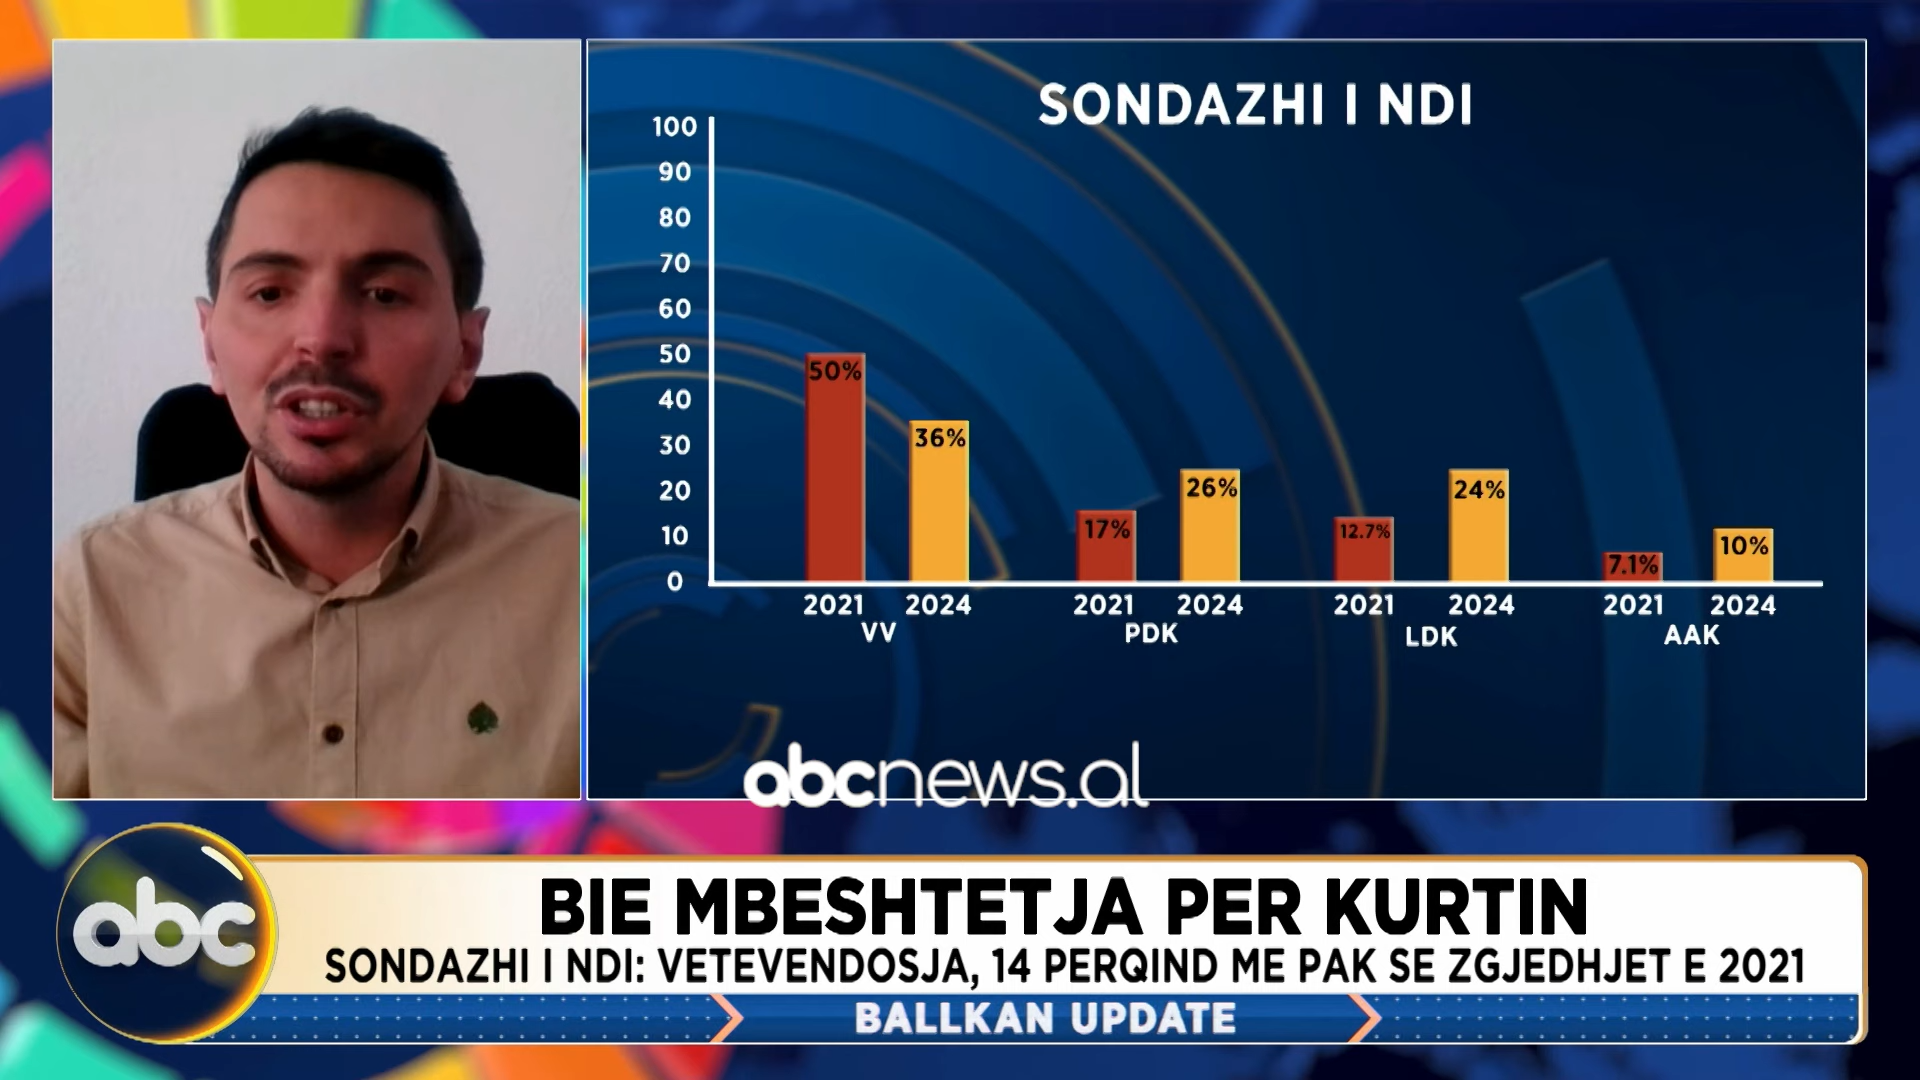 SONDAZHI I NDI
100
90
80
70
60
50
40
30
20
10
0
50%
36%
17%
26%
12.7%
24%
7.1%
10%
2021 2024 2021 2024 2021 2024 2021 2024
VV PDK LDK AAK
abcnews.al
abc
BIE MBESHTETJA PER KURTIN
SONDAZHI I NDI: VETEVENDOSJA, 14 PERQIND ME PAK SE ZGJEDHJET E 2021
BALLKAN UPDATE